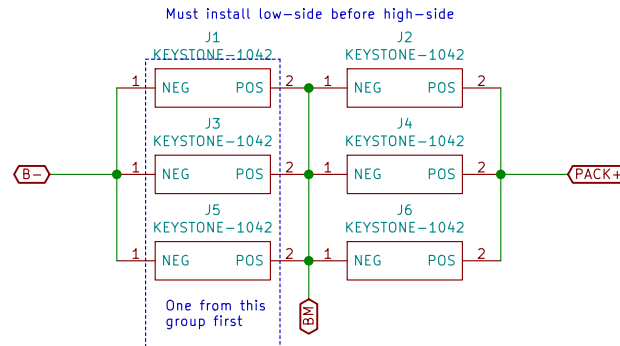 Must install low-side before high-side
J1
KEYSTONE-1042
J2
KEYSTONE-1042
1 NEG POS 2
1 NEG POS 2
J3
KEYSTONE-1042
J4
KEYSTONE-1042
B-
1 NEG POS 2
1 NEG POS 2
PACK+
J5
KEYSTONE-1042
J6
KEYSTONE-1042
1 NEG POS 2
1 NEG POS 2
One from this
group first
BM